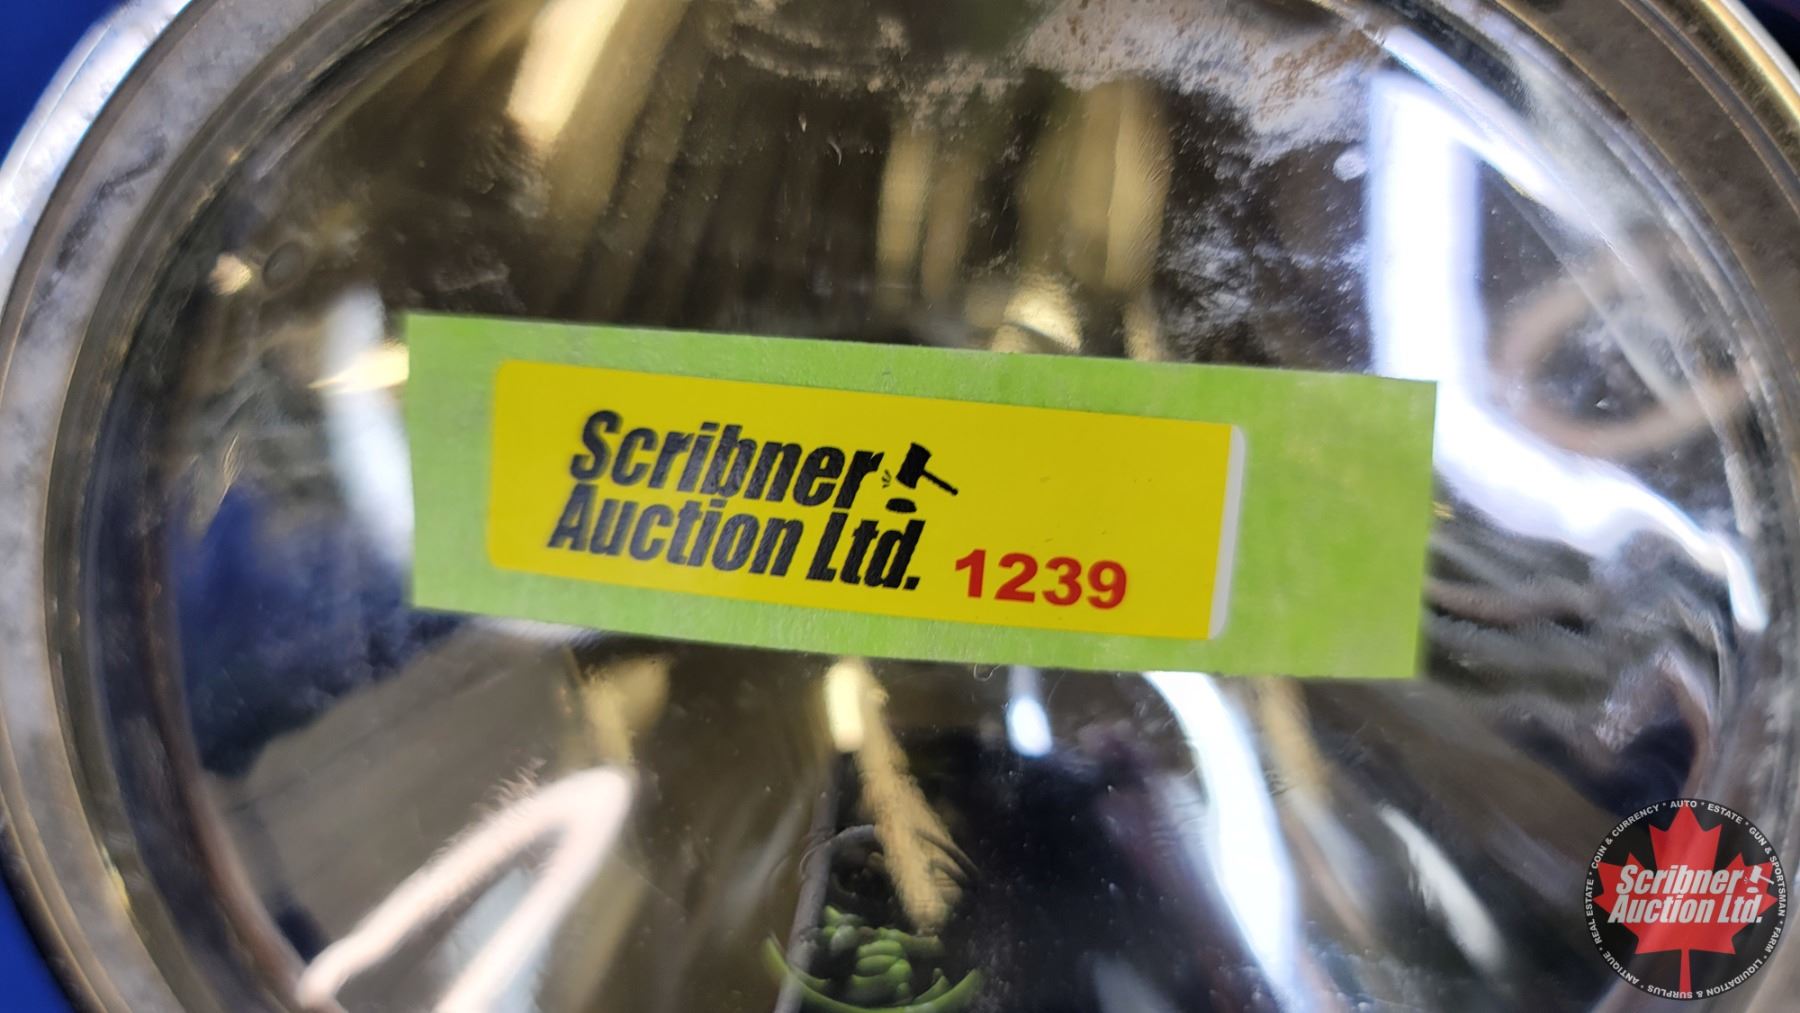 Scribner
Auction Ltd. 1239
COIN & CURRENCY * AUTO * ESTATE * GUN & SPORTSMAN * FARM * LIQUIDATION & SURPLUS * ANTIQUE * REAL ESTATE *
Scribner
Auction Ltd.